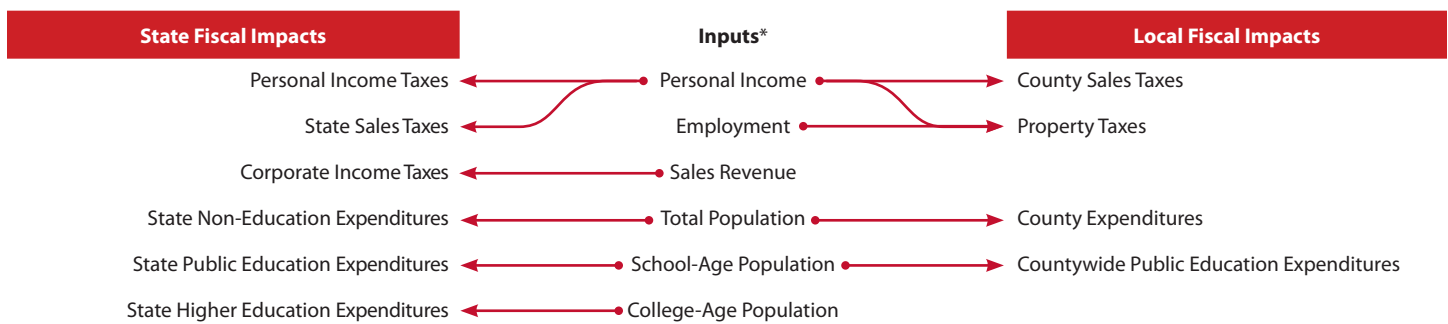 State Fiscal Impacts Inputs* Local Fiscal Impacts
Personal Income Taxes Personal Income County Sales Taxes
State Sales Taxes Employment Property Taxes
Corporate Income Taxes Sales Revenue
State Non-Education Expenditures Total Population County Expenditures
State Public Education Expenditures School-Age Population Countywide Public Education Expenditures
State Higher Education Expenditures College-Age Population